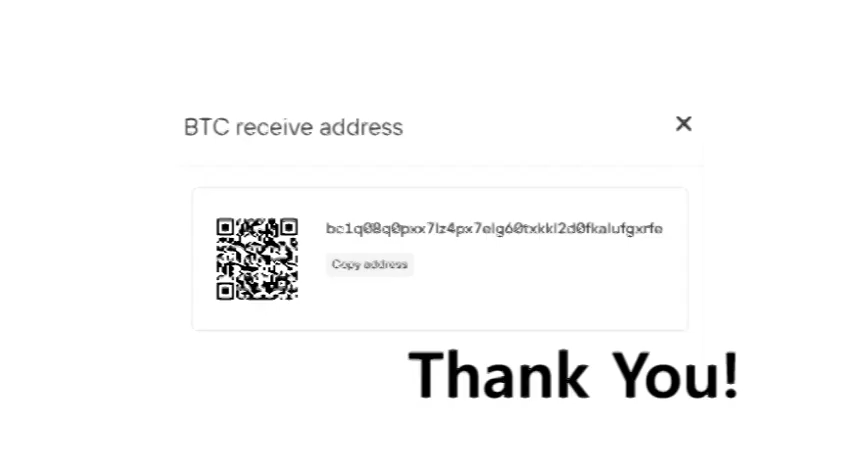 BTC receive address
bc1q08q0pxx7lz4px7elg60txkkl2d0fkalufgxrfe
Copy address
Thank You!